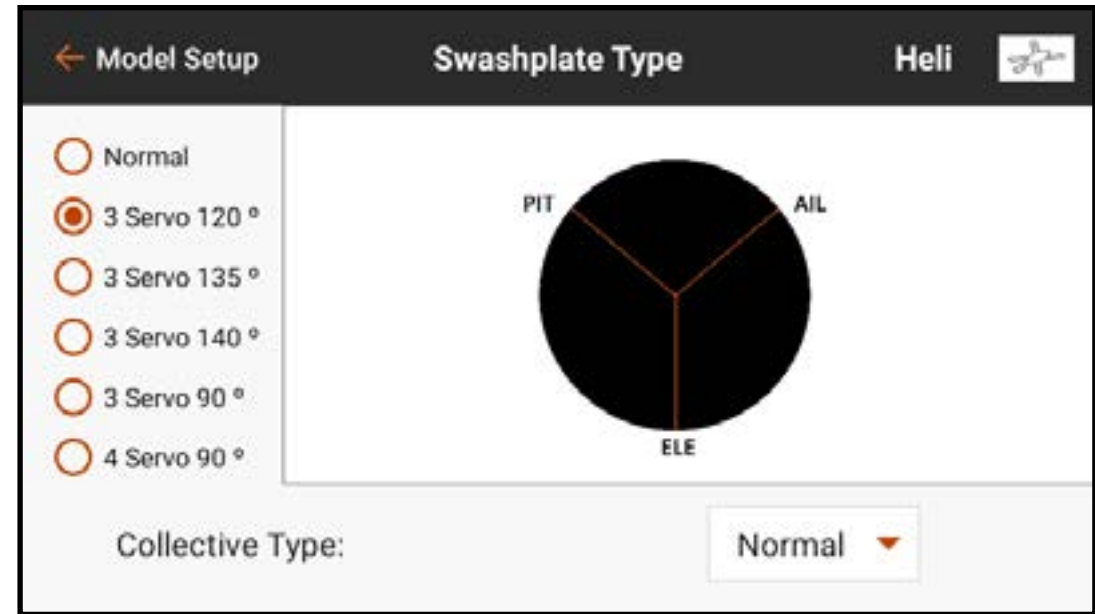 Model Setup
Swashplate Type
Heli
Normal
3 Servo 120 º
3 Servo 135 º
3 Servo 140 º
3 Servo 90 º
4 Servo 90 º
PIT
AIL
ELE
Collective Type:
Normal